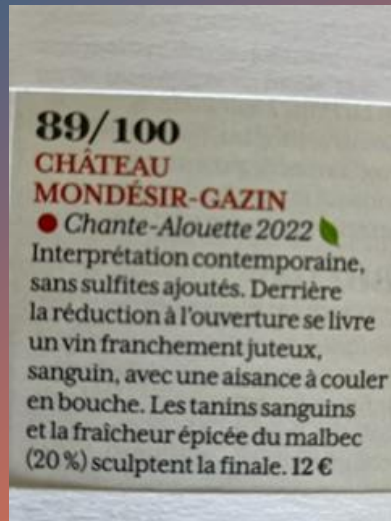 89/100
CHÂTEAU
MONDÉSIR-GAZIN
Chante-Alouette 2022
Interprétation contemporaine,
sans sulfites ajoutés. Derrière
la réduction à l'ouverture se livre
un vin franchement juteux,
sanguin, avec une aisance à couler
en bouche. Les tanins sanguins
et la fraîcheur épicée du malbec
(20 %) sculptent la finale. 12 €